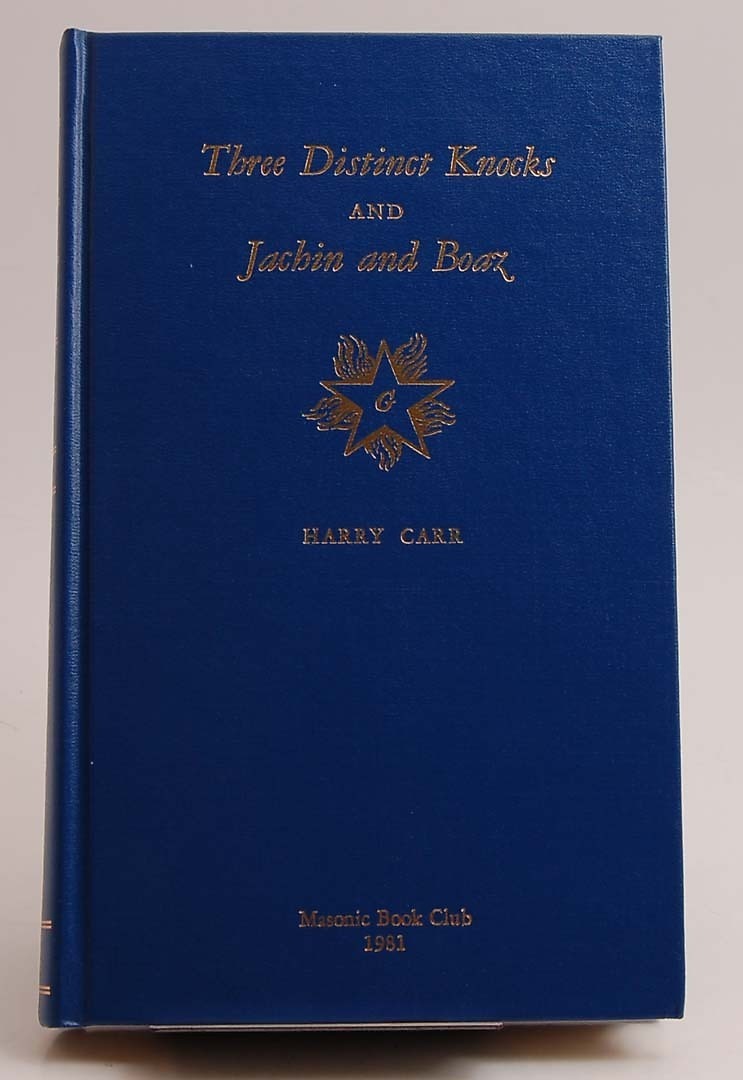 Three Distinct Knocks
AND
Jachin and Boaz
G
HARRY CARR
Masonic Book Club
1981